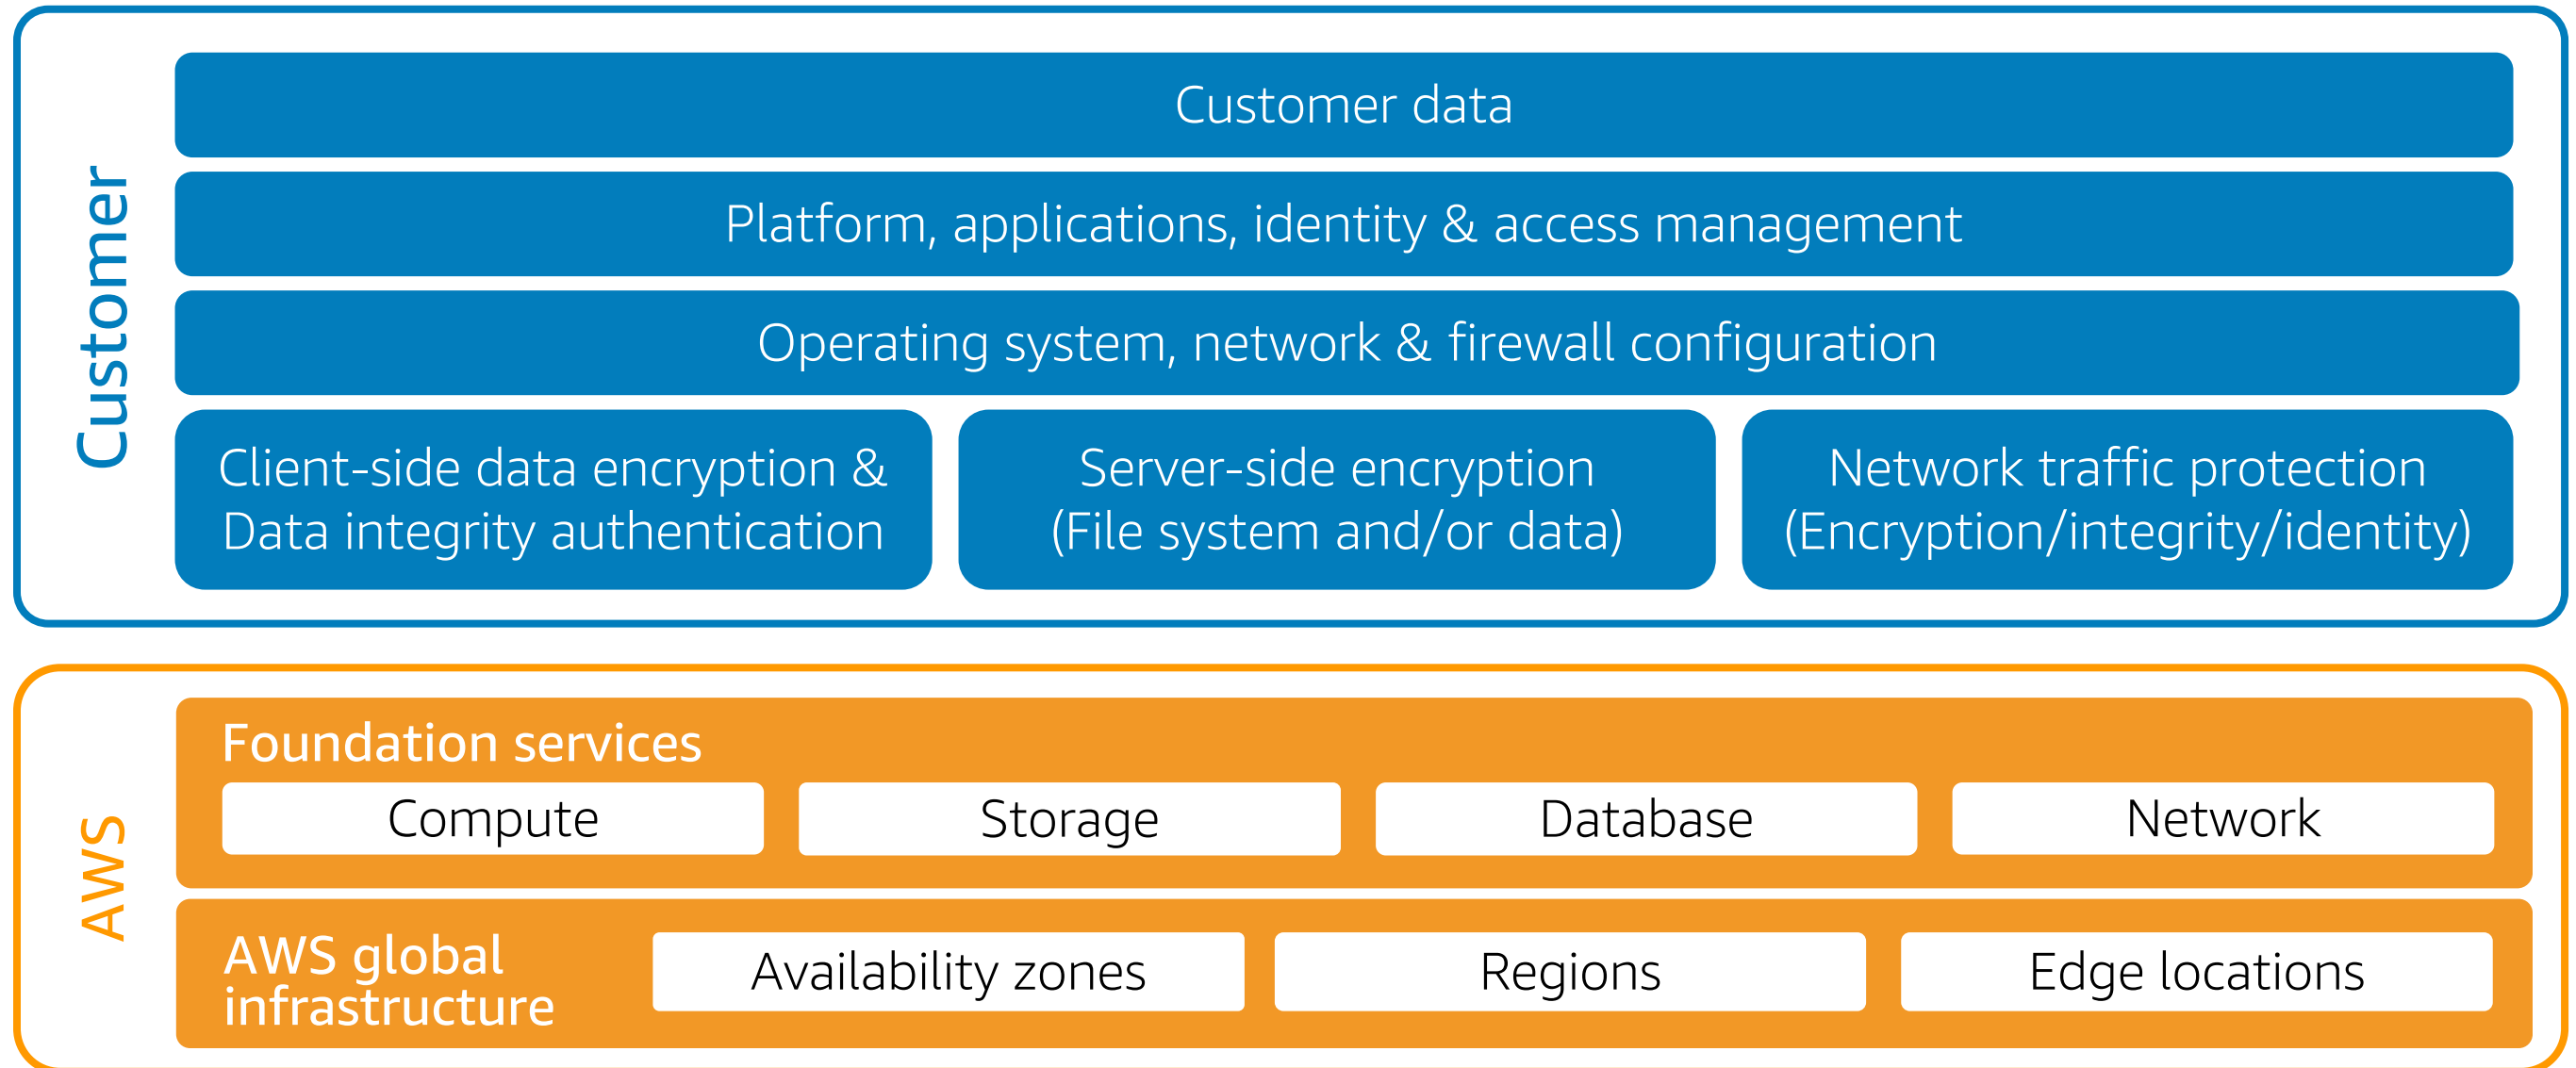 Customer
Customer data
Platform, applications, identity & access management
Operating system, network & firewall configuration
Client-side data encryption &
Data integrity authentication
Server-side encryption
(File system and/or data)
Network traffic protection
(Encryption/integrity/identity)
AWS
Foundation services
Compute
Storage
Database
Network
AWS global
infrastructure
Availability zones
Regions
Edge locations